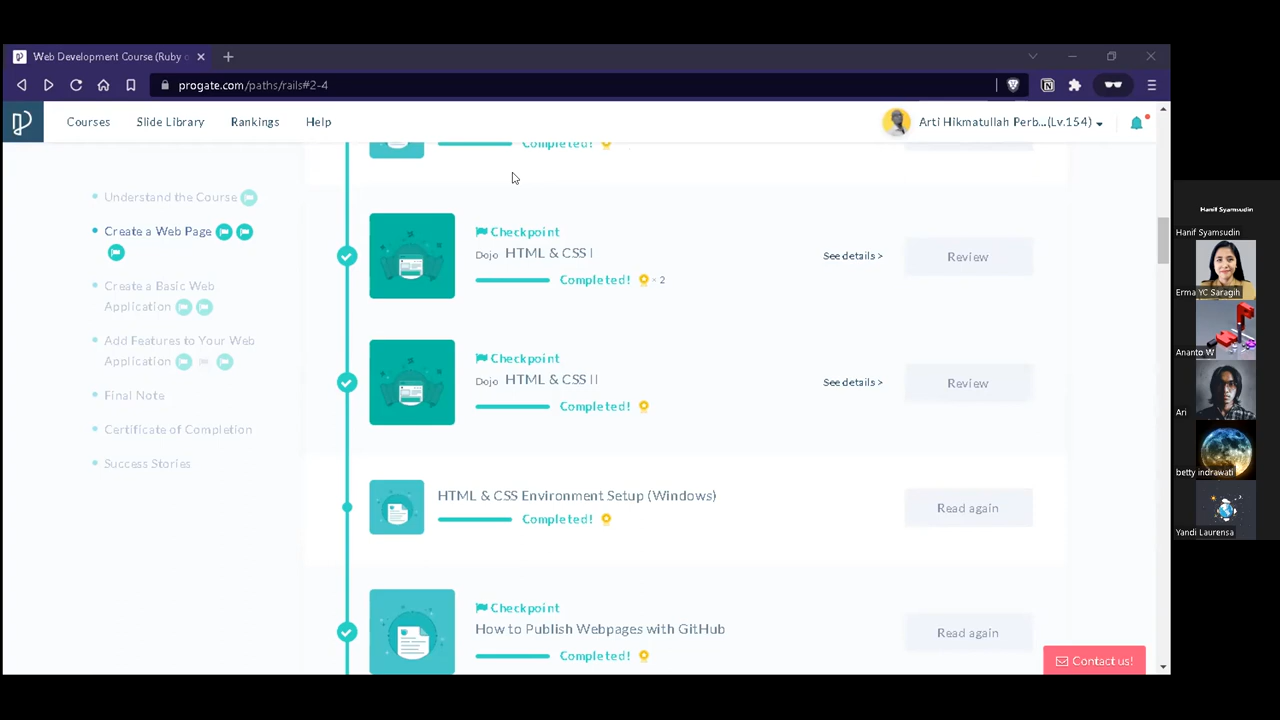 Web Development Course (Ruby o
progate.com/paths/rails#2-4
Courses
Slide Library
Rankings
Help
Arti Hikmatullah Perb...(Lv.154)
Understand the Course
Create a Web Page
Create a Basic Web
Application
Add Features to Your Web
Application
Final Note
Certificate of Completion
Success Stories
Completed!
Checkpoint
Dojo HTML & CSS I
Completed! × 2
See details >
Review
Checkpoint
Dojo HTML & CSS II
Completed!
See details >
Review
HTML & CSS Environment Setup (Windows)
Completed!
Read again
Checkpoint
How to Publish Webpages with GitHub
Completed!
Read again
Contact us!
Hanif Syamsudin
Hanif Syamsudin
Erma YC Saragih
Ananto W
Ari
betty indrawati
Yandi Laurensa